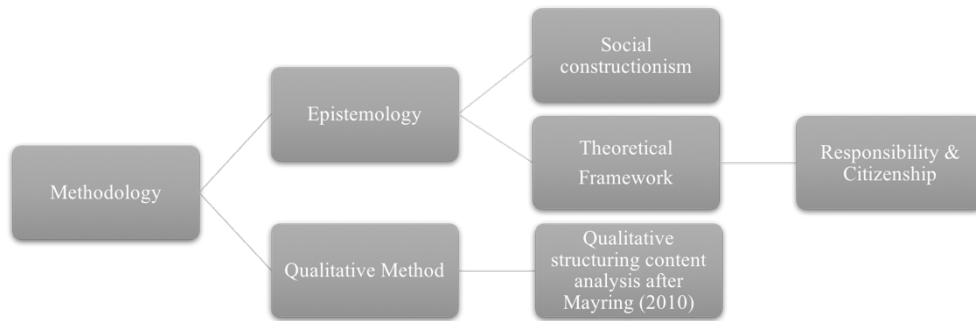 Methodology
Epistemology
Social
constructionism
Theoretical
Framework
Responsibility &
Citizenship
Qualitative Method
Qualitative
structuring content
analysis after
Mayring (2010)